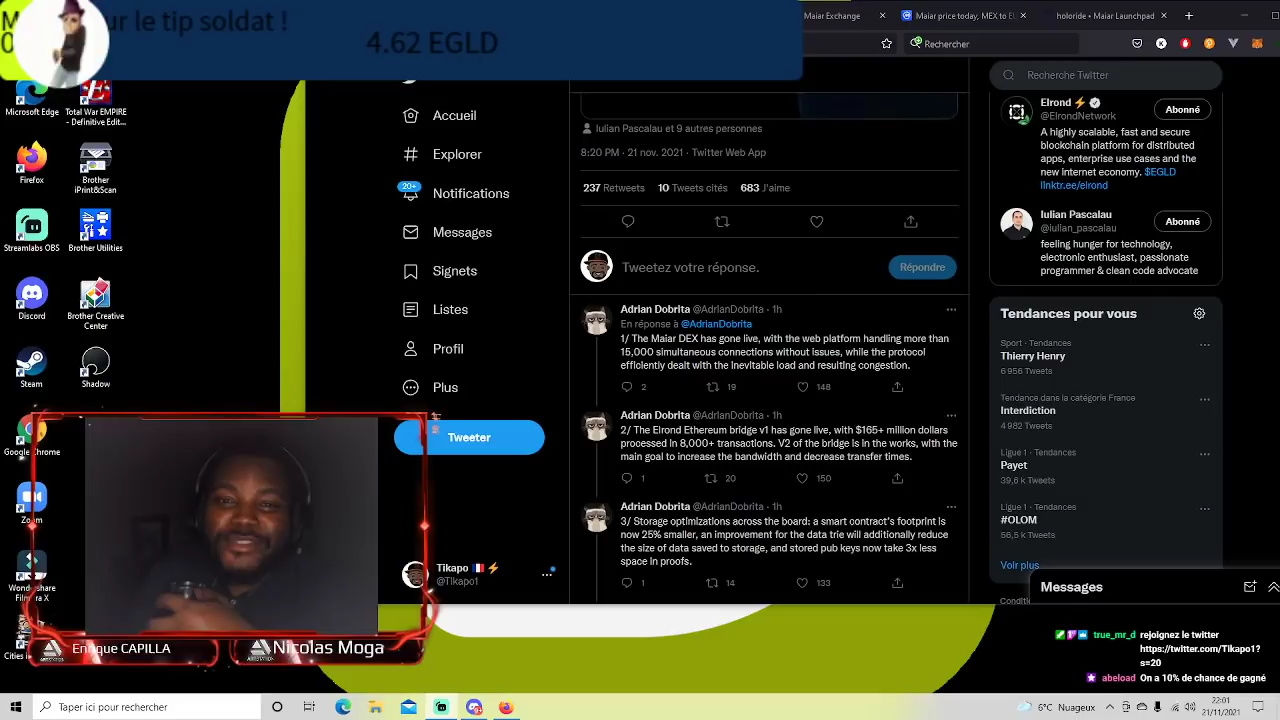 ur le tip soldat !
4.62 EGLD
Maiar Exchange
Maiar price today, MEX to E
holoride • Maiar Launchpad
Rechercher
Microsoft Edge
Total War EMPIRE
- Definitive Edit...
Firefox
Brother
iPrint&Scan
Streamlabs OBS
Brother Utilities
Discord
Brother Creative
Center
Steam
Shadow
Google Chrome
Zoom
Wondershare
Filmora X
Cities
Accueil
Explorer
20+
Notifications
Messages
Signets
Listes
Profil
Plus
Tweeter
Tikapo
@Tikapo1
Iulian Pascalau et 9 autres personnes
8:20 PM · 21 nov. 2021 · Twitter Web App
237 Retweets 10 Tweets cités 683 J'aime
Tweetez votre réponse.
Répondre
Adrian Dobrita @AdrianDobrita · 1h
En réponse à @AdrianDobrita
1/ The Maiar DEX has gone live, with the web platform handling more than
15,000 simultaneous connections without issues, while the protocol
efficiently dealt with the inevitable load and resulting congestion.
2 19 148
Adrian Dobrita @AdrianDobrita · 1h
2/ The Elrond Ethereum bridge v1 has gone live, with $165+ million dollars
processed in 8,000+ transactions. V2 of the bridge is in the works, with the
main goal to increase the bandwidth and decrease transfer times.
1 20 150
Adrian Dobrita @AdrianDobrita · 1h
3/ Storage optimizations across the board: a smart contract's footprint is
now 25% smaller, an improvement for the data trie will additionally reduce
the size of data saved to storage, and stored pub keys now take 3x less
space in proofs.
1 14 133
Recherche Twitter
Elrond
@ElrondNetwork
Abonné
A highly scalable, fast and secure
blockchain platform for distributed
apps, enterprise use cases and the
new internet economy. $EGLD
linktr.ee/elrond
Iulian Pascalau
@iulian_pascalau
Abonné
feeling hunger for technology,
electronic enthusiast, passionate
programmer & clean code advocate
Tendances pour vous
Sport · Tendances
Thierry Henry
6 958 Tweets
Tendance dans la catégorie France
Interdiction
4 982 Tweets
Ligue 1 · Tendances
Payet
39,6 k Tweets
Ligue 1 · Tendances
#OLOM
56,5 k Tweets
Voir plus
Messages
true_mr_d rejoignez le twitter
https://twitter.com/Tikapo1?
s=20
abeload On a 10% de chance de gagné
Enrique CAPILLA
Nicolas Moga
Taper ici pour rechercher
6°C Nuageux
22:01
21/11/2021